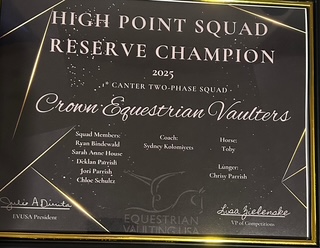 HIGH POINT SQUAD
RESERVE CHAMPION
2025
1* CANTER TWO-PHASE SQUAD
Crown Equestrian Vaulters
Squad Members:
Ryan Bindewald
Sarah Anne House
Deklan Parrish
Jori Parrish
Chloe Schultz
Coach:
Sydney Kolomiyets
Horse:
Toby
Lunger:
Chrisy Parrish
EVUSA President
Lisa Zielenske
VP of Competitions
EQUESTRIAN
VAULTING USA